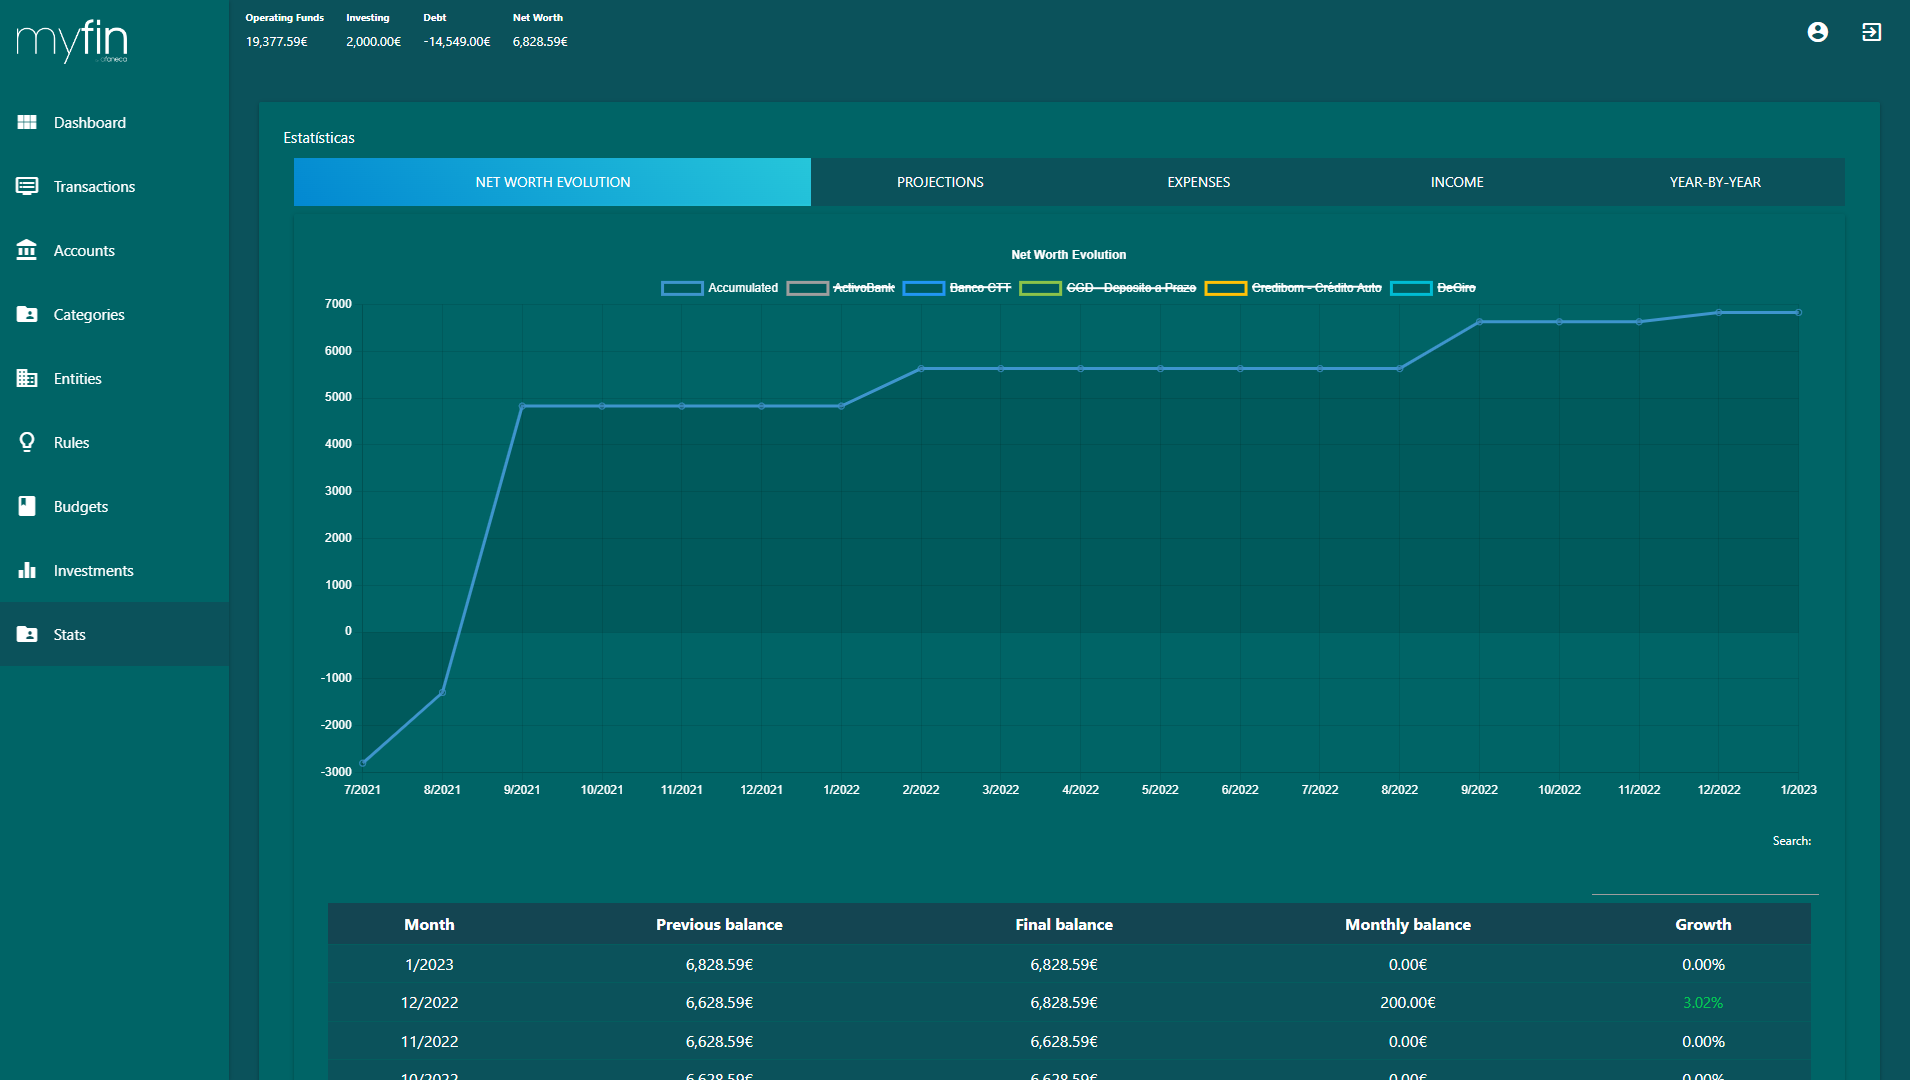 myfin
Operating Funds Investing Debt Net Worth
19,377.59€ 2,000.00€ -14,549.00€ 6,828.59€
Dashboard
Transactions
Accounts
Categories
Entities
Rules
Budgets
Investments
Stats
Estatísticas
NET WORTH EVOLUTION PROJECTIONS EXPENSES INCOME YEAR-BY-YEAR
Net Worth Evolution
Accumulated ActivoBank Banco CTT CGD - Deposito a Prazo Credibom - Crédito Auto DeGiro
7000
6000
5000
4000
3000
2000
1000
0
-1000
-2000
-3000
7/2021 8/2021 9/2021 10/2021 11/2021 12/2021 1/2022 2/2022 3/2022 4/2022 5/2022 6/2022 7/2022 8/2022 9/2022 10/2022 11/2022 12/2022 1/2023
Search:
Month Previous balance Final balance Monthly balance Growth
1/2023 6,828.59€ 6,828.59€ 0.00€ 0.00%
12/2022 6,628.59€ 6,828.59€ 200.00€ 3.02%
11/2022 6,628.59€ 6,628.59€ 0.00€ 0.00%
10/2022 6,628.59€ 6,628.59€ 0.00€ 0.00%